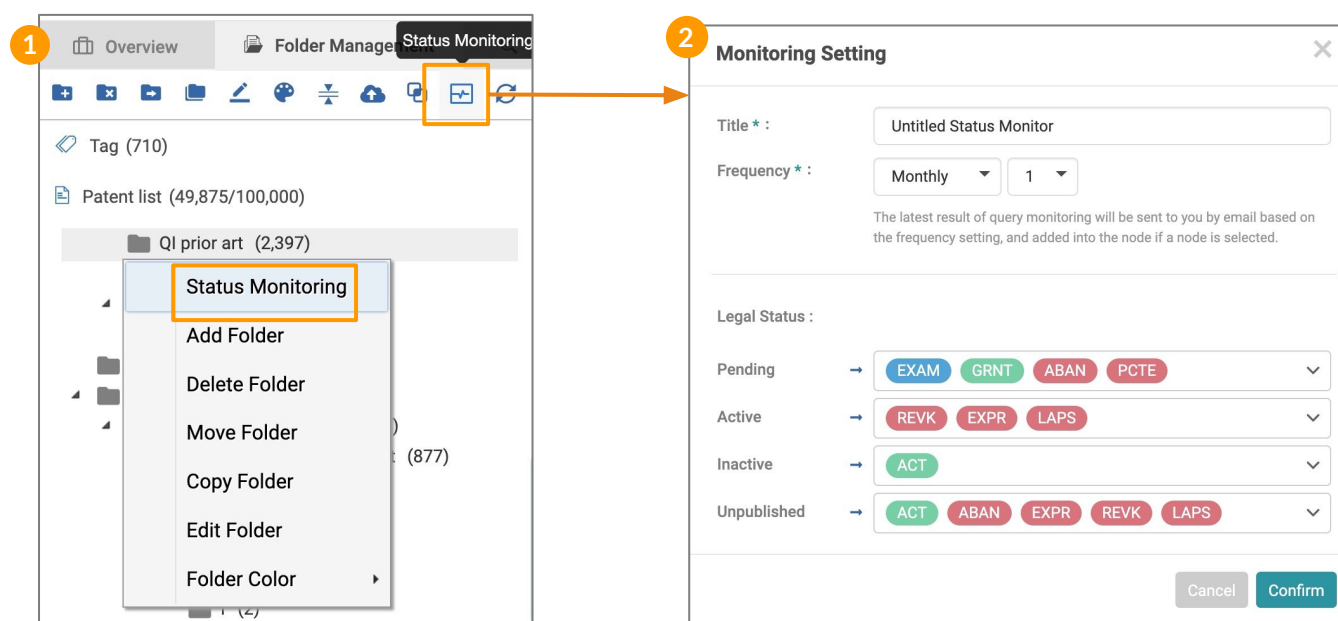 1
Overview
Folder Manage
Status Monitoring
Tag (710)
Patent list (49,875/100,000)
QI prior art (2,397)
Status Monitoring
Add Folder
Delete Folder
Move Folder
Copy Folder
(877)
Edit Folder
Folder Color
(2)
2
Monitoring Setting
Title * :
Untitled Status Monitor
Frequency * :
Monthly
1
The latest result of query monitoring will be sent to you by email based on
the frequency setting, and added into the node if a node is selected.
Legal Status :
Pending → EXAM GRNT ABAN PCTE
Active → REVK EXPR LAPS
Inactive → ACT
Unpublished → ACT ABAN EXPR REVK LAPS
Cancel Confirm